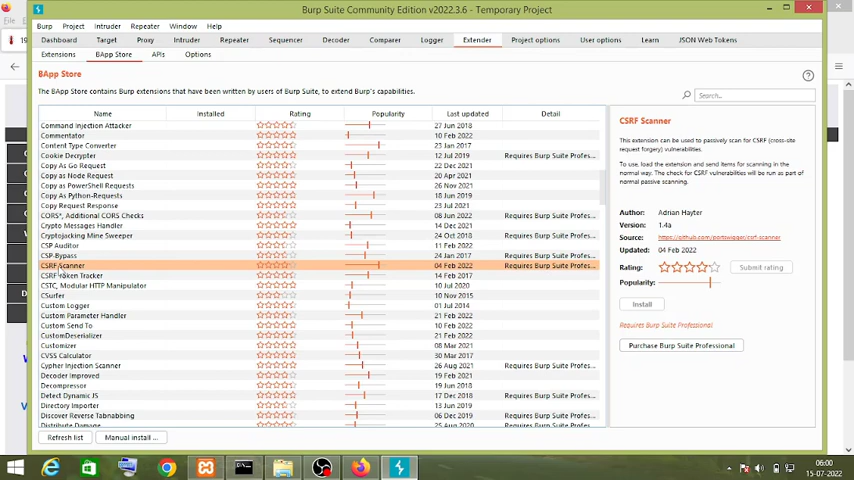 Burp Suite Community Edition v2022.3.6 - Temporary Project
Burp Project Intruder Repeater Window Help
Dashboard Target Proxy Intruder Repeater Sequencer Decoder Comparer Logger Extender Project options User options Learn JSON Web Tokens
Extensions BApp Store APIs Options
BApp Store
The BApp Store contains Burp extensions that have been written by users of Burp Suite, to extend Burp's capabilities.
Search...
Name Installed Rating Popularity Last updated Detail
Command Injection Attacker 27 Jun 2018
Commentator 10 Feb 2022
Content Type Converter 23 Jan 2017
Cookie Decrypter 12 Jul 2019 Requires Burp Suite Profes...
Copy As Go Request 22 Dec 2021
Copy as Node Request 20 Apr 2021
Copy as PowerShell Requests 26 Nov 2021
Copy As Python-Requests 18 Jun 2019
Copy Request Response 23 Jul 2021
CORS*, Additional CORS Checks 08 Jun 2022 Requires Burp Suite Profes...
Crypto Messages Handler 14 Dec 2021
Cryptojacking Mine Sweeper 24 Oct 2018 Requires Burp Suite Profes...
CSP Auditor 11 Feb 2022
CSP-Bypass 24 Jan 2017 Requires Burp Suite Profes...
CSRF Scanner 04 Feb 2022 Requires Burp Suite Profes...
CSRF Token Tracker 14 Feb 2017
CSTC, Modular HTTP Manipulator 10 Jul 2020
CSurfer 10 Nov 2015
Custom Logger 01 Jul 2014
Custom Parameter Handler 21 Feb 2022
Custom Send To 10 Feb 2022
CustomDeserializer 21 Feb 2022
Customizer 08 Mar 2021
CVSS Calculator 30 Mar 2017
Cypher Injection Scanner 26 Aug 2021 Requires Burp Suite Profes...
Decoder Improved 19 Feb 2021
Decompressor 19 Jun 2018
Detect Dynamic JS 17 Dec 2018 Requires Burp Suite Profes...
Directory Importer 13 Jun 2019
Discover Reverse Tabnabbing 06 Dec 2019 Requires Burp Suite Profes...
Distribute Damage 25 Aug 2020 Requires Burp Suite Profes...
Refresh list Manual install ...
CSRF Scanner
This extension can be used to passively scan for CSRF (cross-site
request forgery) vulnerabilities.
To use, load the extension and send items for scanning in the
normal way. The check for CSRF vulnerabilities will be run as part of
normal passive scanning.
Author: Adrian Hayter
Version: 1.4a
Source: https://github.com/portswigger/csrf-scanner
Updated: 04 Feb 2022
Rating: Submit rating
Popularity:
Install
Requires Burp Suite Professional
Purchase Burp Suite Professional
06:00
15-07-2022